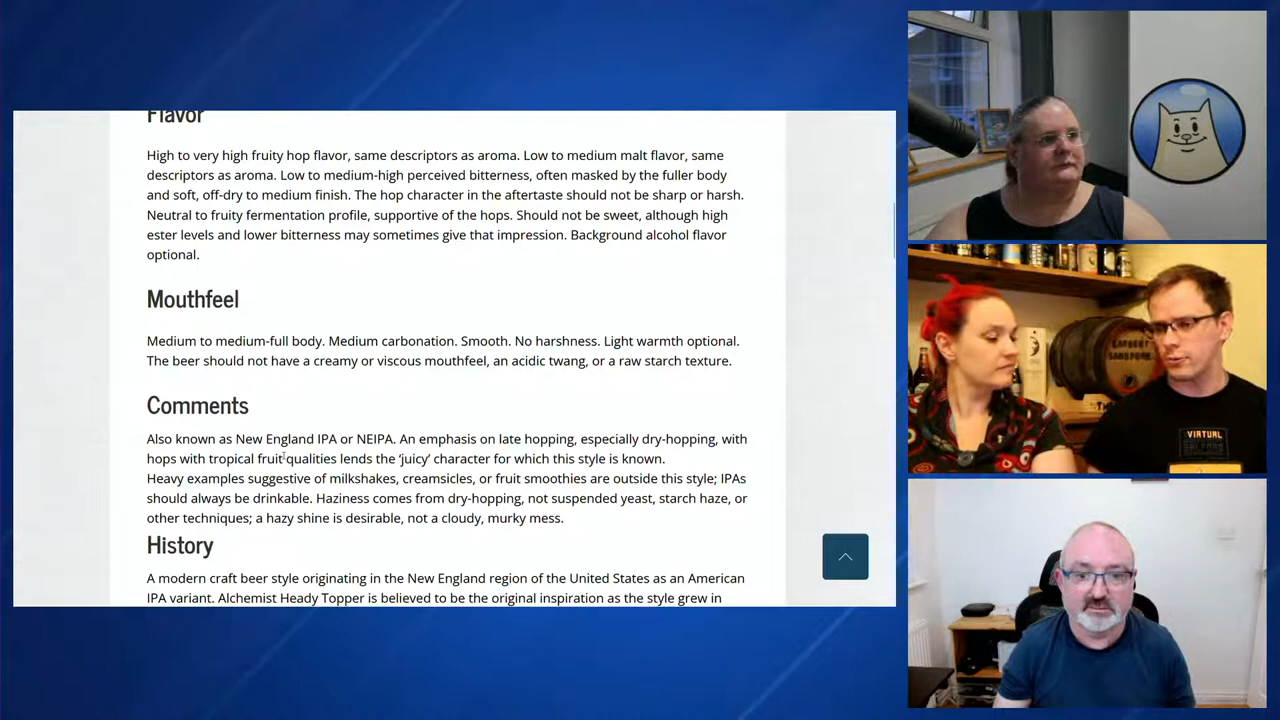 Flavor
High to very high fruity hop flavor, same descriptors as aroma. Low to medium malt flavor, same
descriptors as aroma. Low to medium-high perceived bitterness, often masked by the fuller body
and soft, off-dry to medium finish. The hop character in the aftertaste should not be sharp or harsh.
Neutral to fruity fermentation profile, supportive of the hops. Should not be sweet, although high
ester levels and lower bitterness may sometimes give that impression. Background alcohol flavor
optional.
Mouthfeel
Medium to medium-full body. Medium carbonation. Smooth. No harshness. Light warmth optional.
The beer should not have a creamy or viscous mouthfeel, an acidic twang, or a raw starch texture.
Comments
Also known as New England IPA or NEIPA. An emphasis on late hopping, especially dry-hopping, with
hops with tropical fruit qualities lends the ‘juicy’ character for which this style is known.
Heavy examples suggestive of milkshakes, creamsicles, or fruit smoothies are outside this style; IPAs
should always be drinkable. Haziness comes from dry-hopping, not suspended yeast, starch haze, or
other techniques; a hazy shine is desirable, not a cloudy, murky mess.
History
A modern craft beer style originating in the New England region of the United States as an American
IPA variant. Alchemist Heady Topper is believed to be the original inspiration as the style grew in
VIRTUAL